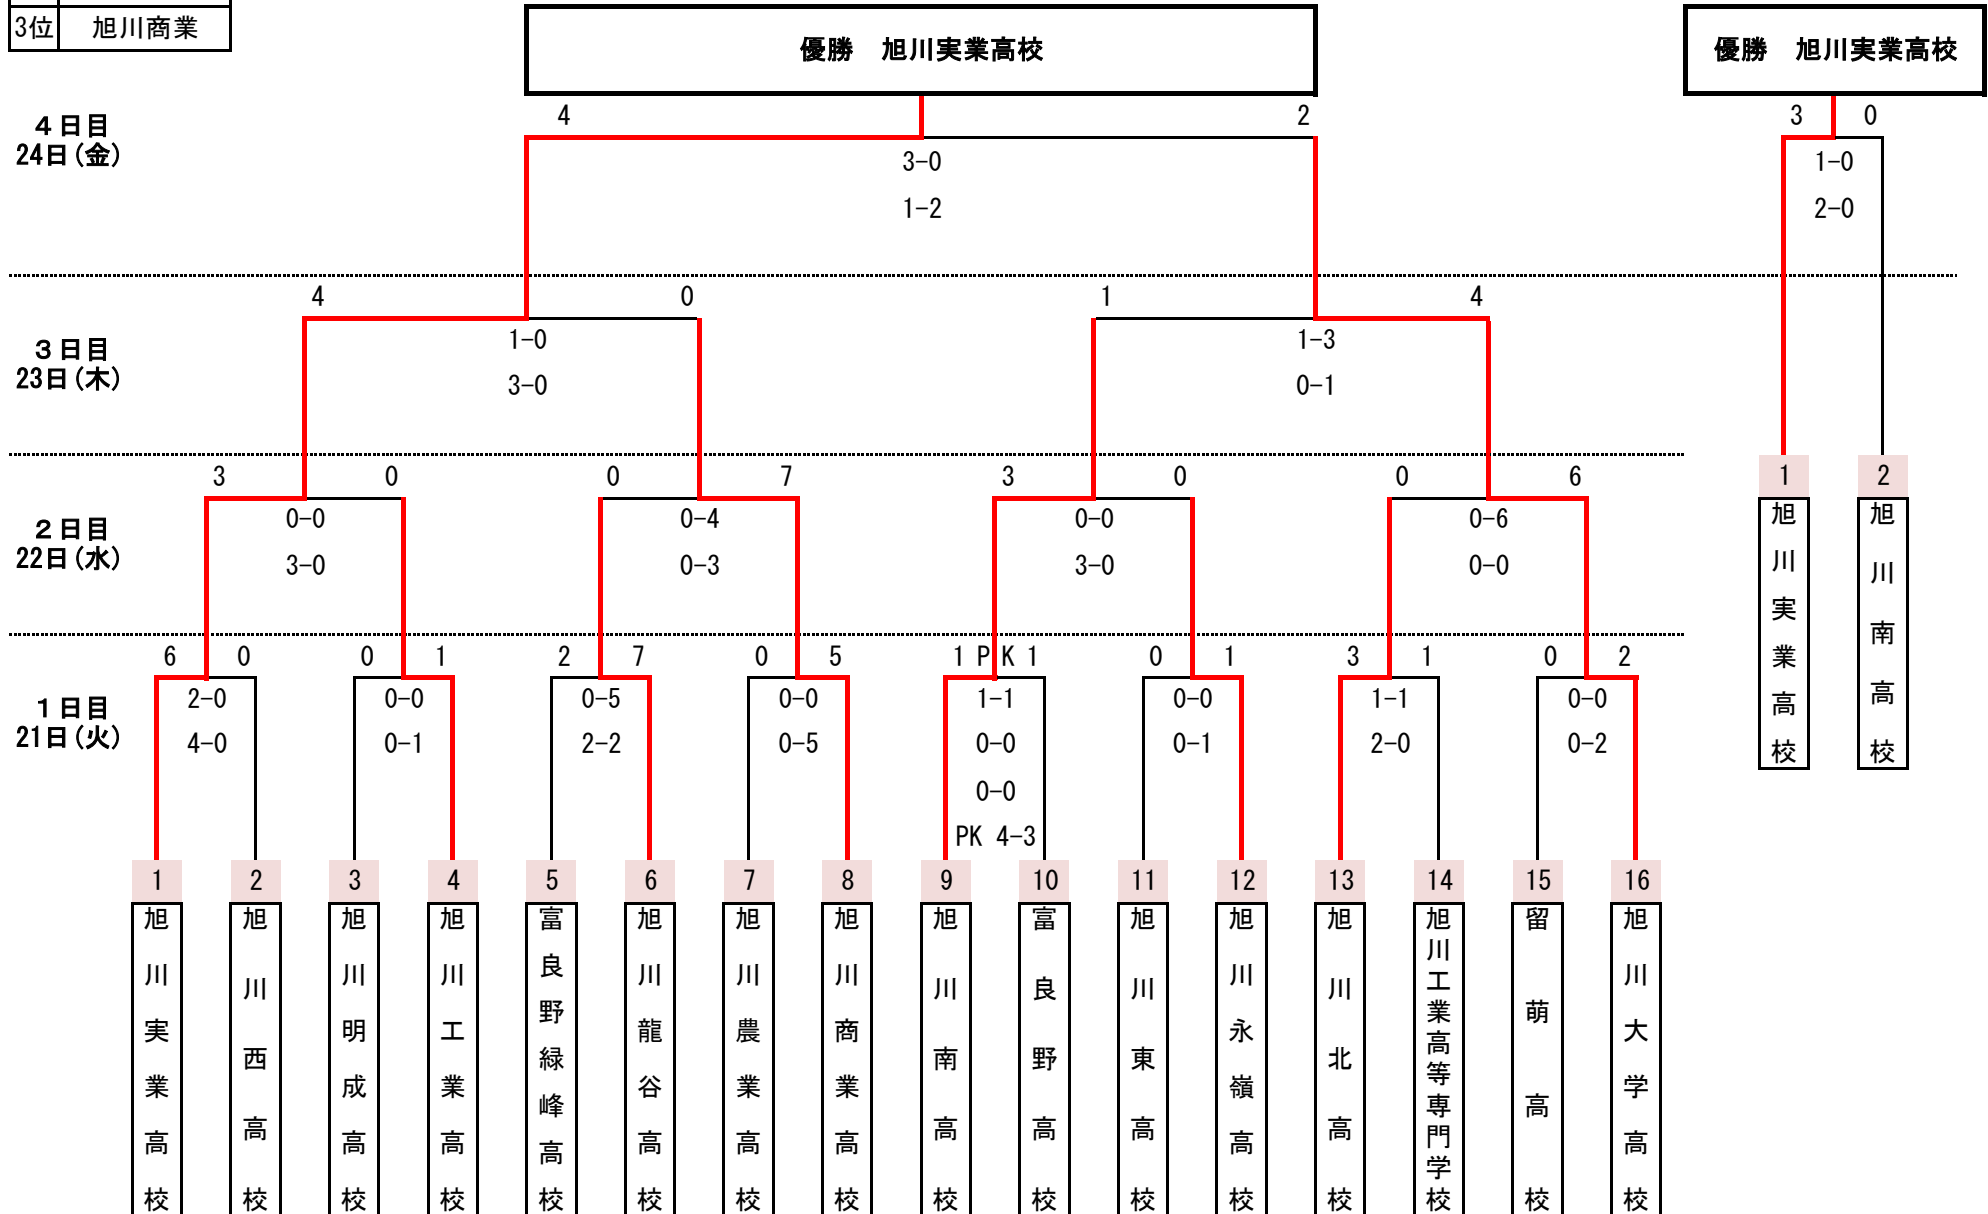 3位 旭川商業
優勝　旭川実業高校
優勝　旭川実業高校
４日目
24日（金）
4 2
3 0
3-0
1-2
1-0
2-0
３日目
23日（木）
4 0
1 4
1-0
3-0
1-3
0-1
２日目
22日（水）
3 0
0 7
3 0
0 6
0-0
3-0
0-4
0-3
0-0
3-0
0-6
0-0
1
旭川実業高校
2
旭川南高校
１日目
21日（火）
6 0
0 1
2 7
0 5
1 PK 1
0 1
3 1
0 2
2-0
4-0
0-0
0-1
0-5
2-2
0-0
0-5
1-1
0-0
0-0
PK 4-3
0-0
0-1
1-1
2-0
0-0
0-2
1
旭川実業高校
2
旭川西高校
3
旭川明成高校
4
旭川工業高校
5
富良野緑峰高校
6
旭川龍谷高校
7
旭川農業高校
8
旭川商業高校
9
旭川南高校
10
富良野高校
11
旭川東高校
12
旭川永嶺高校
13
旭川北高校
14
旭川工業高等専門学校
15
留萌高校
16
旭川大学高校